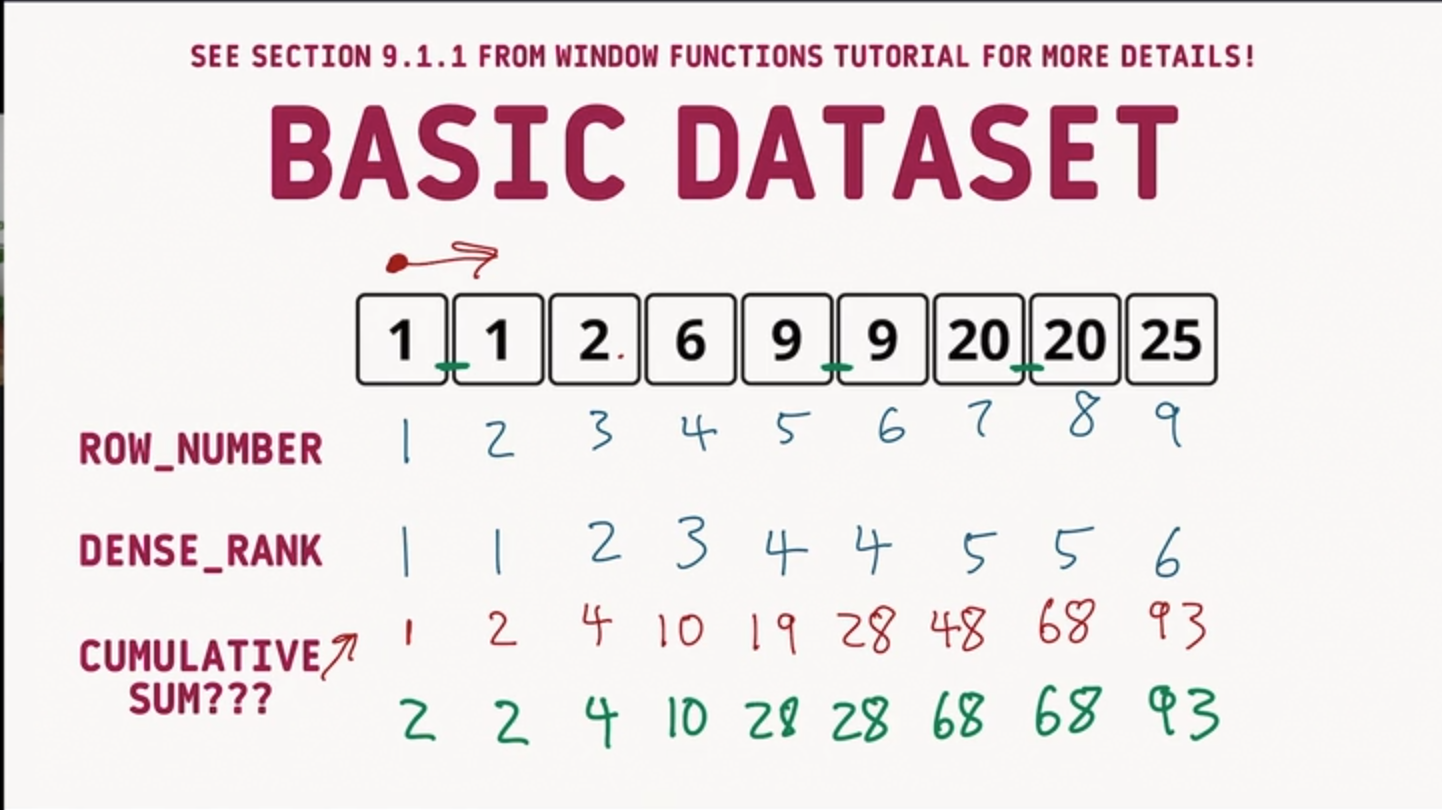 SEE SECTION 9.1.1 FROM WINDOW FUNCTIONS TUTORIAL FOR MORE DETAILS!
BASIC DATASET
1 1 2 6 9 9 20 20 25
ROW_NUMBER 1 2 3 4 5 6 7 8 9
DENSE_RANK 1 1 2 3 4 4 5 5 6
CUMULATIVE 1 2 4 10 19 28 48 68 93
SUM??? 2 2 4 10 28 28 68 68 93